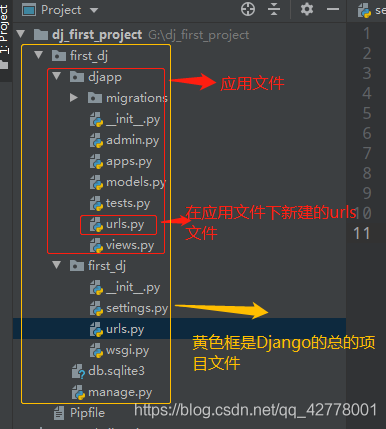 Project
se
1: Project
dj_first_project G:\dj_first_project
first_dj
djapp
应用文件
migrations
__init__.py
admin.py
apps.py
models.py
tests.py
在应用文件下新建的urls
文件
urls.py
views.py
first_dj
__init__.py
settings.py
urls.py
黄色框是Django的总的项
目文件
wsgi.py
db.sqlite3
manage.py
Pipfile
1
2
3
4
5
6
7
8
9
10
11
https://blog.csdn.net/qq_42778001